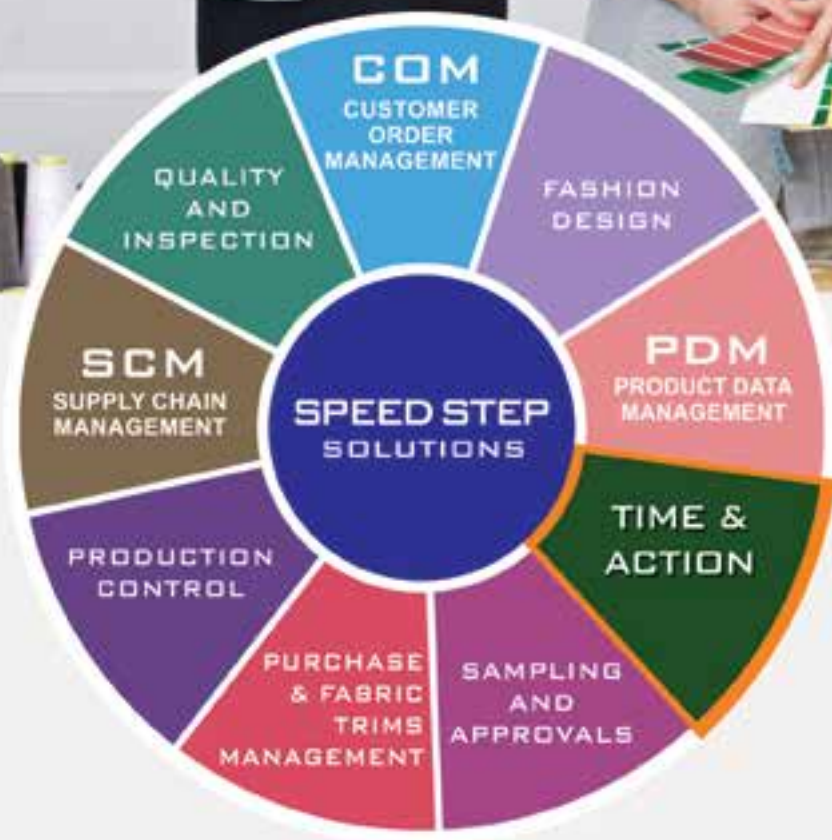 COM
CUSTOMER
ORDER
MANAGEMENT
FASHION
DESIGN
PDM
PRODUCT DATA
MANAGEMENT
TIME &
ACTION
SAMPLING
AND
APPROVALS
PURCHASE
& FABRIC
TRIMS
MANAGEMENT
PRODUCTION
CONTROL
SCM
SUPPLY CHAIN
MANAGEMENT
QUALITY
AND
INSPECTION
SPEED STEP
SOLUTIONS